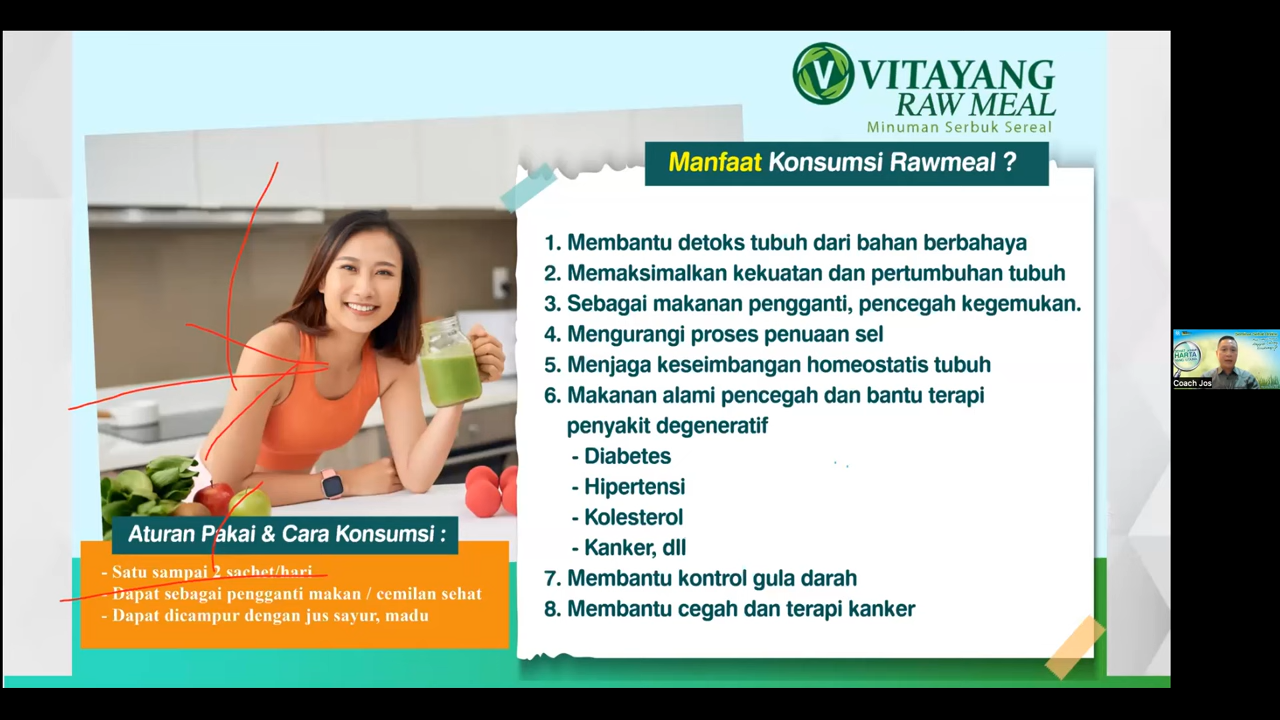 V VITAYANG
RAW MEAL
Minuman Serbuk Sereal
Manfaat Konsumsi Rawmeal ?
1. Membantu detoks tubuh dari bahan berbahaya
2. Memaksimalkan kekuatan dan pertumbuhan tubuh
3. Sebagai makanan pengganti, pencegah kegemukan.
4. Mengurangi proses penuaan sel
5. Menjaga keseimbangan homeostatis tubuh
6. Makanan alami pencegah dan bantu terapi
penyakit degeneratif
- Diabetes
- Hipertensi
- Kolesterol
- Kanker, dll
7. Membantu kontrol gula darah
8. Membantu cegah dan terapi kanker
Aturan Pakai & Cara Konsumsi :
- Satu sampai 2 sachet/hari
- Dapat sebagai pengganti makan / cemilan sehat
- Dapat dicampur dengan jus sayur, madu
HARTA
Coach Jos